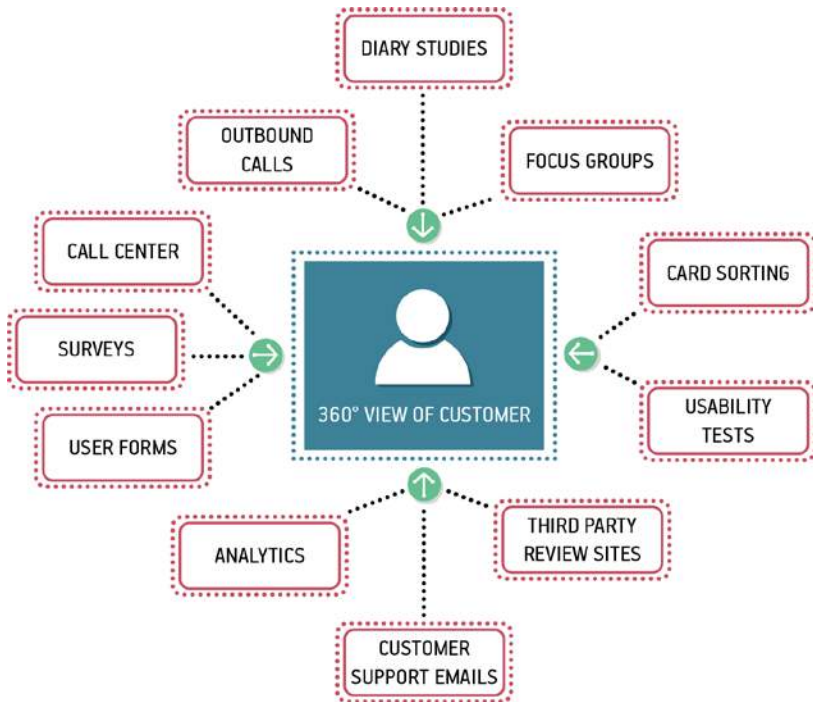 DIARY STUDIES
OUTBOUND
CALLS
FOCUS GROUPS
CALL CENTER
CARD SORTING
SURVEYS
360° VIEW OF CUSTOMER
USABILITY
TESTS
USER FORMS
ANALYTICS
THIRD PARTY
REVIEW SITES
CUSTOMER
SUPPORT EMAILS